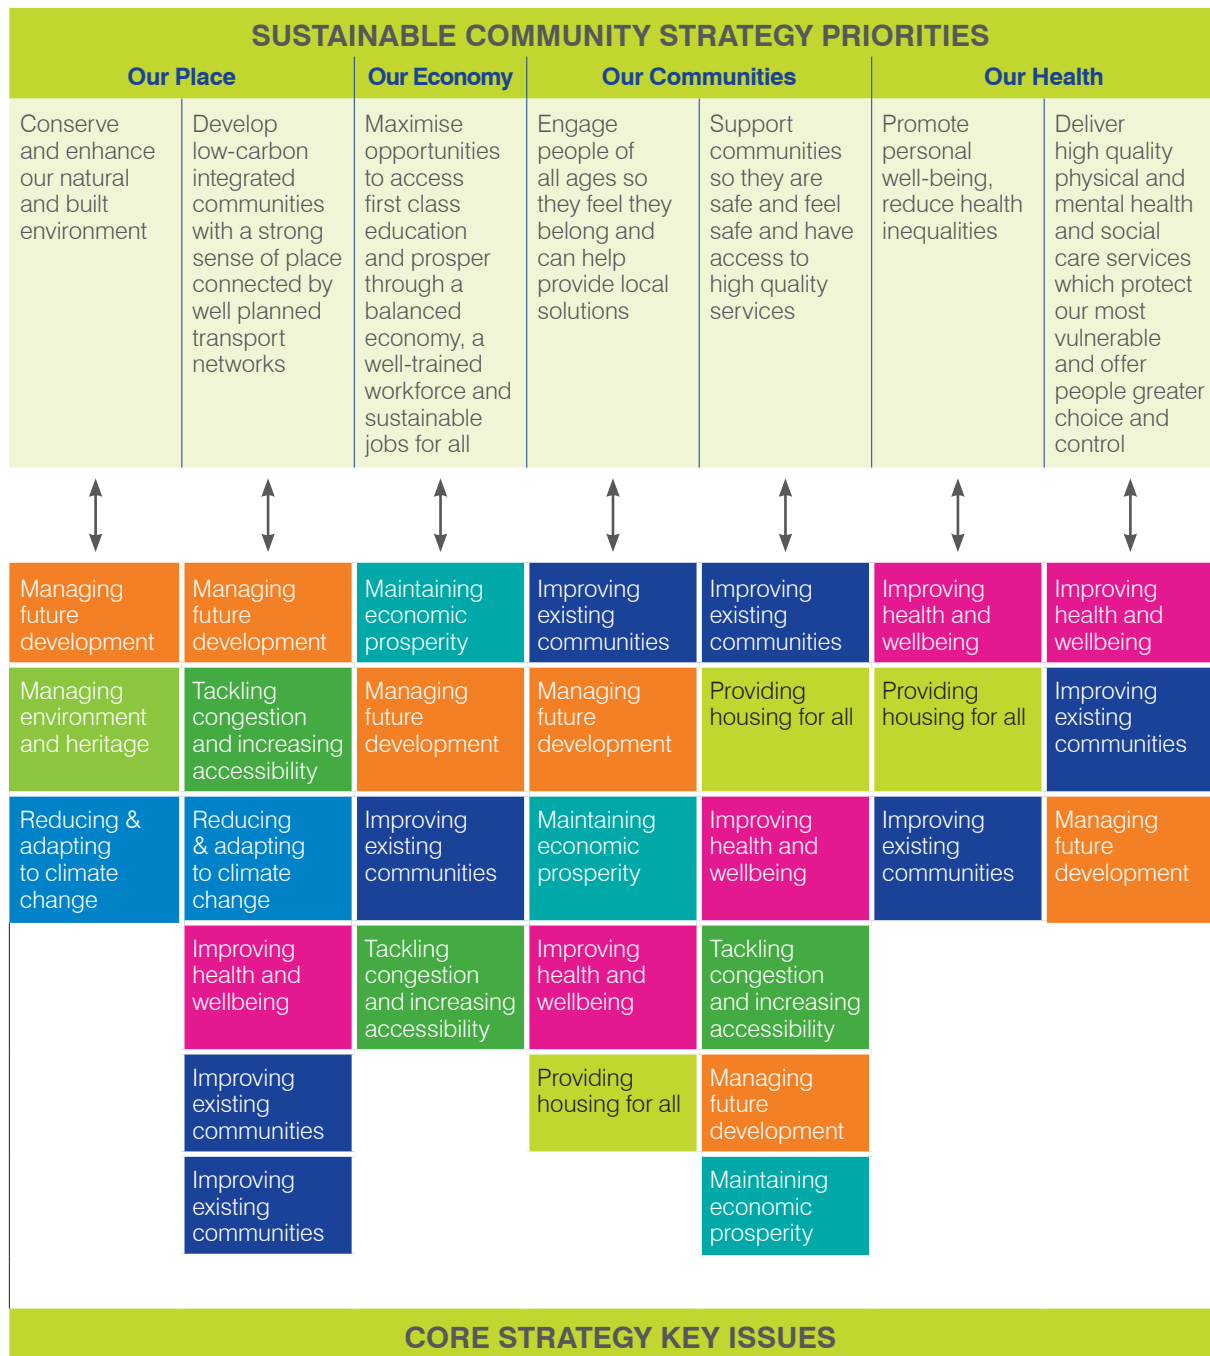 SUSTAINABLE COMMUNITY STRATEGY PRIORITIES
Our Place
Our Economy
Our Communities
Our Health
Conserve
and enhance
our natural
and built
environment
Develop
low-carbon
integrated
communities
with a strong
sense of place
connected by
well planned
transport
networks
Maximise
opportunities
to access
first class
education
and prosper
through a
balanced
economy, a
well-trained
workforce and
sustainable
jobs for all
Engage
people of
all ages so
they feel they
belong and
can help
provide local
solutions
Support
communities
so they are
safe and feel
safe and have
access to
high quality
services
Promote
personal
well-being,
reduce health
inequalities
Deliver
high quality
physical and
mental health
and social
care services
which protect
our most
vulnerable
and offer
people greater
choice and
control
Managing
future
development
Managing
future
development
Maintaining
economic
prosperity
Improving
existing
communities
Improving
existing
communities
Improving
health and
wellbeing
Improving
health and
wellbeing
Managing
environment
and heritage
Tackling
congestion
and increasing
accessibility
Managing
future
development
Managing
future
development
Providing
housing for all
Providing
housing for all
Improving
existing
communities
Reducing &
adapting
to climate
change
Reducing
& adapting
to climate
change
Improving
existing
communities
Maintaining
economic
prosperity
Improving
health and
wellbeing
Improving
existing
communities
Managing
future
development
Improving
health and
wellbeing
Tackling
congestion
and increasing
accessibility
Improving
health and
wellbeing
Tackling
congestion
and increasing
accessibility
Improving
existing
communities
Providing
housing for all
Managing
future
development
Improving
existing
communities
Maintaining
economic
prosperity
CORE STRATEGY KEY ISSUES